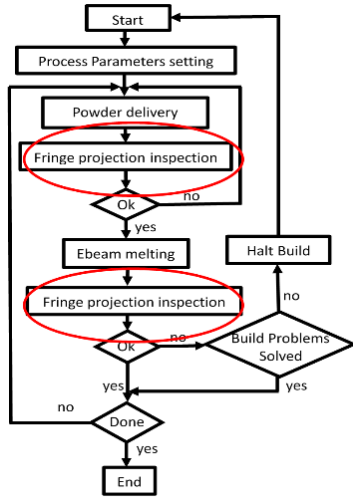 Start
Process Parameters setting
Powder delivery
Fringe projection inspection
Ok
no
yes
Ebeam melting
Halt Build
Fringe projection inspection
no
Ok
no
Build Problems
Solved
yes
yes
no
Done
yes
End